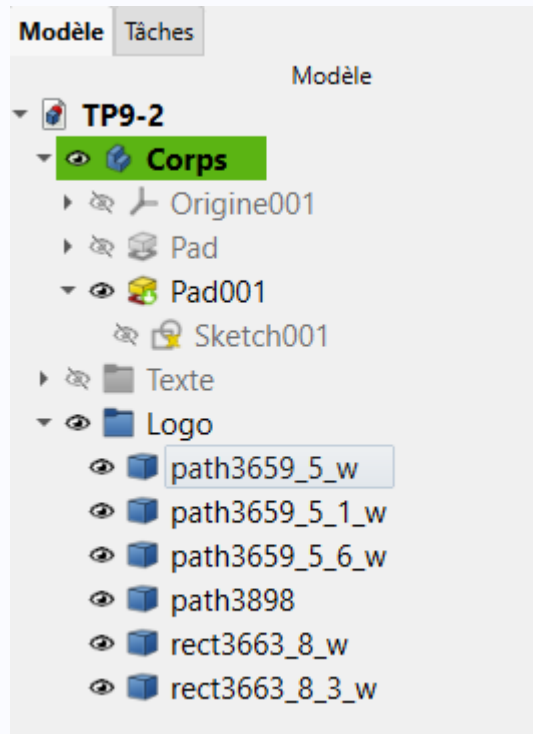 Modèle Tâches
Modèle
TP9-2
Corps
Origine001
Pad
Pad001
Sketch001
Texte
Logo
path3659_5_w
path3659_5_1_w
path3659_5_6_w
path3898
rect3663_8_w
rect3663_8_3_w